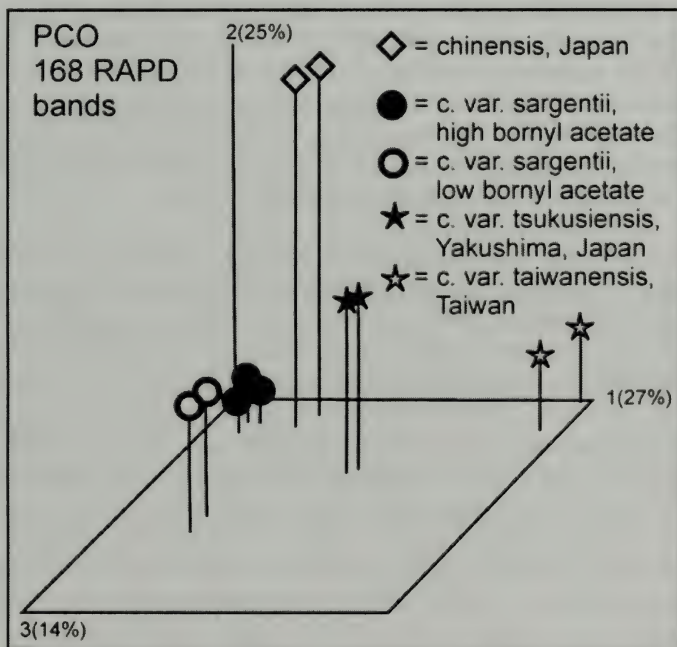 PCO
168 RAPD
bands
2(25%)
= chinensis, Japan
= c. var. sargentii,
high bornyl acetate
= c. var. sargentii,
low bornyl acetate
= c. var. tsukusiensis,
Yakushima, Japan
= c. var. taiwanensis,
Taiwan
1(27%)
3(14%)